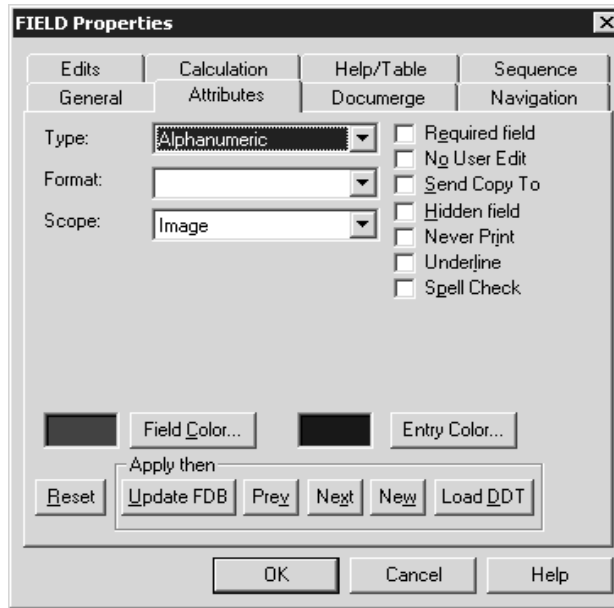 FIELD Properties
Edits Calculation Help/Table Sequence
General Attributes Documerge Navigation
Type: Alphanumeric Required field
No User Edit
Format: Send Copy To
Hidden field
Scope: Image Never Print
Underline
Spell Check
Field Color... Entry Color...
Apply then
Reset Update FDB Prev Next New Load DDT
OK Cancel Help